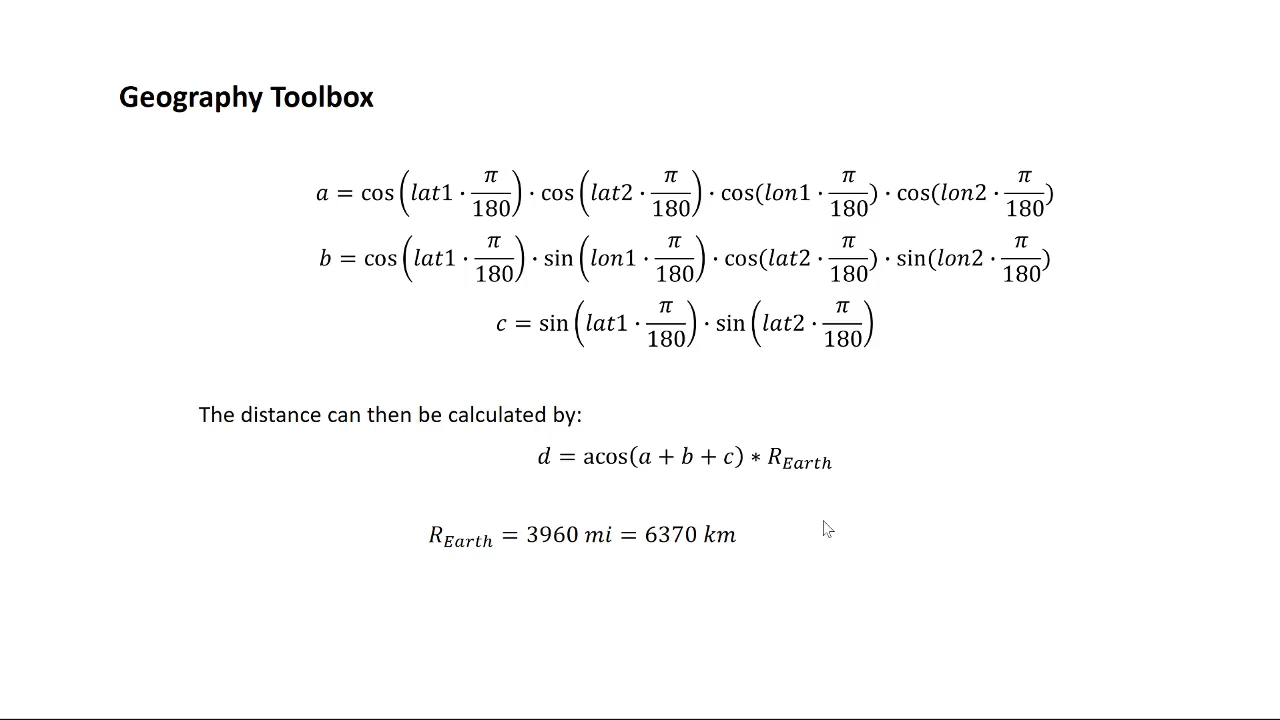 Geography Toolbox
a = cos(lat1 · π/180) · cos(lat2 · π/180) · cos(lon1 · π/180) · cos(lon2 · π/180)
b = cos(lat1 · π/180) · sin(lon1 · π/180) · cos(lat2 · π/180) · sin(lon2 · π/180)
c = sin(lat1 · π/180) · sin(lat2 · π/180)
The distance can then be calculated by:
d = acos(a + b + c) ∗ R_Earth
R_Earth = 3960 mi = 6370 km